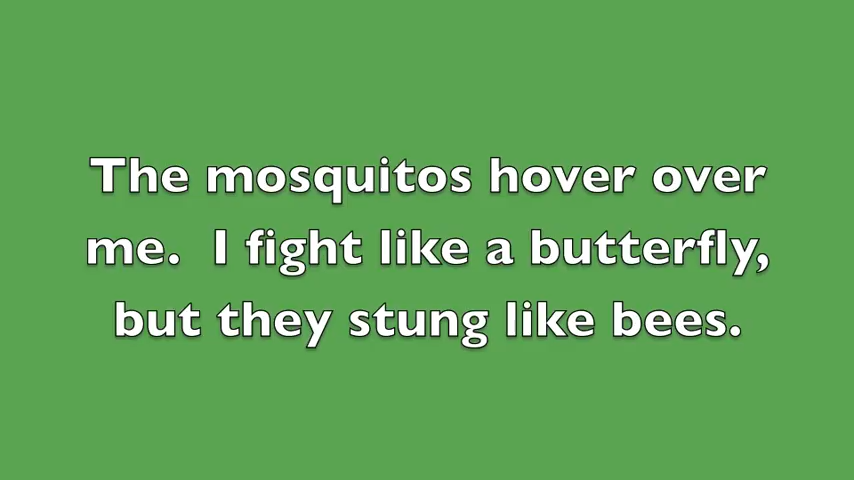 The mosquitos hover over
me.  I fight like a butterfly,
but they stung like bees.